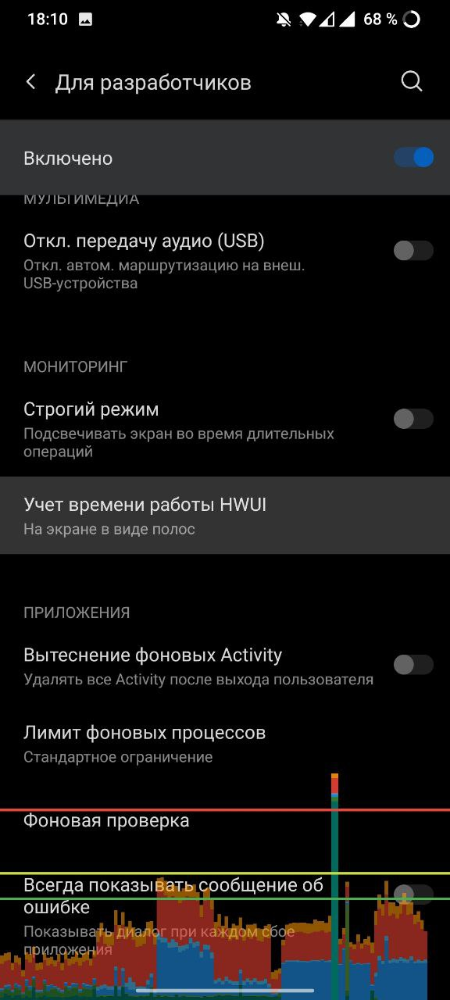 18:10
68 %
Для разработчиков
Включено
МУЛЬТИМЕДИА
Откл. передачу аудио (USB)
Откл. автом. маршрутизацию на внеш.
USB-устройства
МОНИТОРИНГ
Строгий режим
Подсвечивать экран во время длительных
операций
Учет времени работы HWUI
На экране в виде полос
ПРИЛОЖЕНИЯ
Вытеснение фоновых Activity
Удалять все Activity после выхода пользователя
Лимит фоновых процессов
Стандартное ограничение
Фоновая проверка
Всегда показывать сообщение об
ошибке
Показывать диалог при каждом сбое
приложения